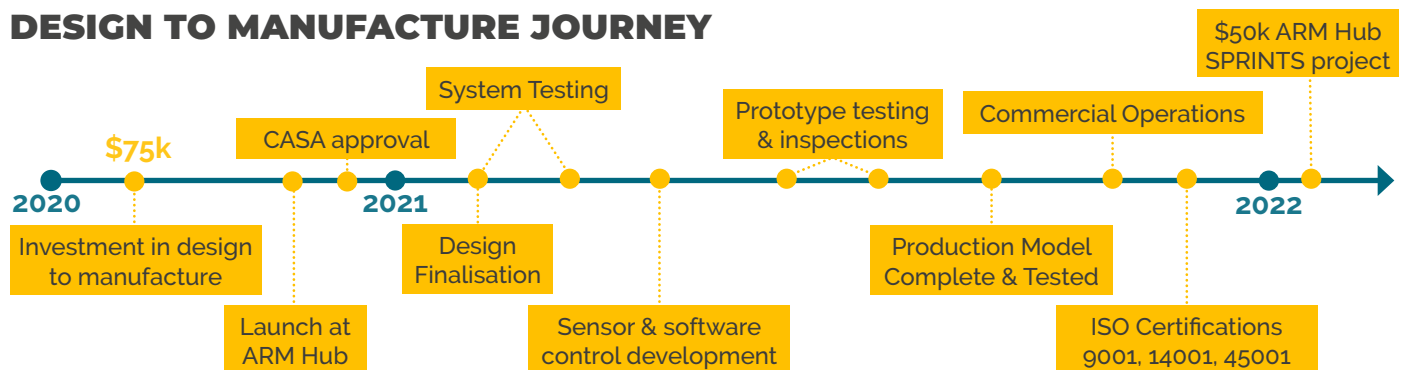 DESIGN TO MANUFACTURE JOURNEY
$50k ARM Hub
SPRINTS project
System Testing
Prototype testing
& inspections
Commercial Operations
CASA approval
$75k
2020
2021
2022
Investment in design
to manufacture
Design
Finalisation
Production Model
Complete & Tested
Launch at
ARM Hub
Sensor & software
control development
ISO Certifications
9001, 14001, 45001